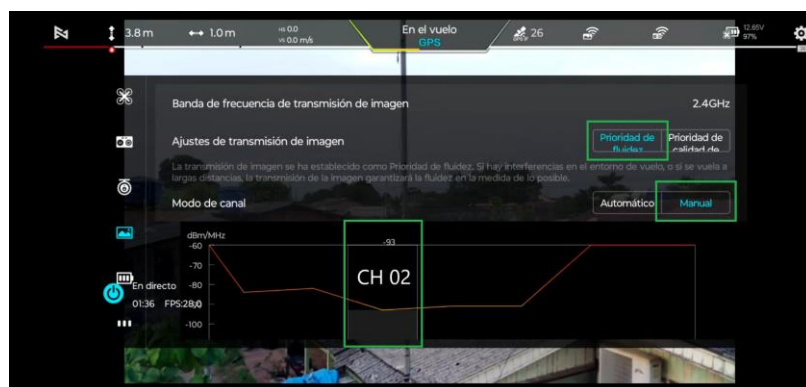 3.8 m
1.0 m
HS 0.0
VS 0.0 m/s
En el vuelo
GPS
26
12.65V
97%
Banda de frecuencia de transmisión de imagen
2.4GHz
Ajustes de transmisión de imagen
Prioridad de
fluidez
Prioridad de
calidad de
La transmisión de imagen se ha establecido como Prioridad de fluidez. Si hay interferencias en el entorno de vuelo, o si se vuela a
largas distancias, la transmisión de la imagen garantizará la fluidez en la medida de lo posible.
Modo de canal
Automático
Manual
dBm/MHz
-60
-93
-70
CH 02
En directo
-80
01:36
FPS:28,0
-100